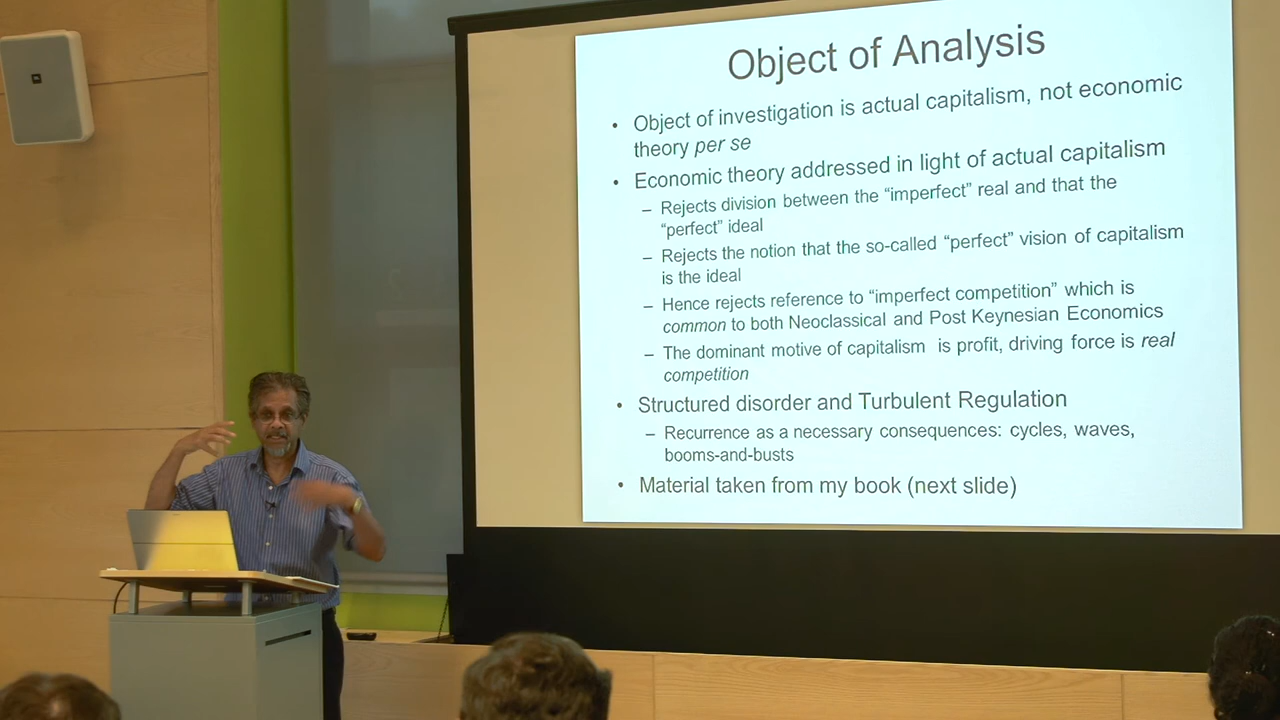 Object of Analysis
• Object of investigation is actual capitalism, not economic
theory per se
• Economic theory addressed in light of actual capitalism
– Rejects division between the “imperfect” real and that the
“perfect” ideal
– Rejects the notion that the so-called “perfect” vision of capitalism
is the ideal
– Hence rejects reference to “imperfect competition” which is
common to both Neoclassical and Post Keynesian Economics
– The dominant motive of capitalism is profit, driving force is real
competition
• Structured disorder and Turbulent Regulation
– Recurrence as a necessary consequences: cycles, waves,
booms-and-busts
• Material taken from my book (next slide)